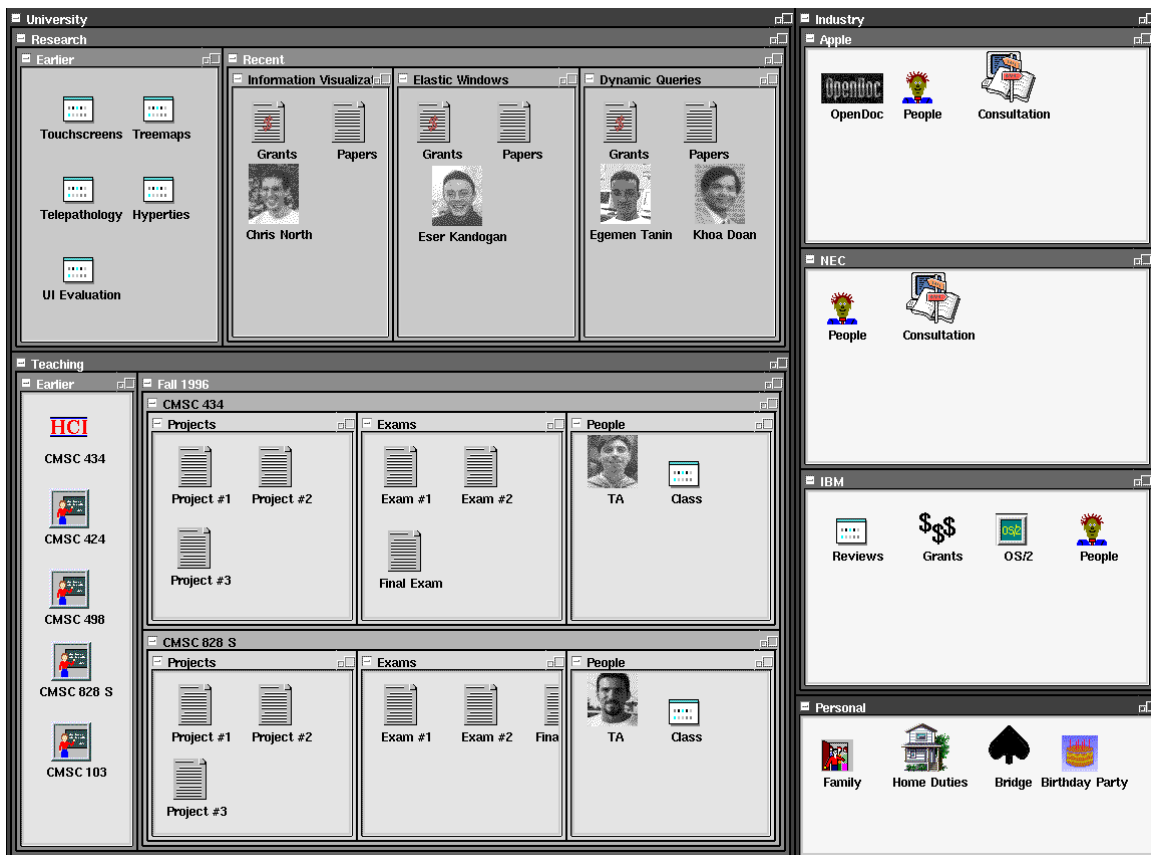 University
Research
Earlier
Touchscreens Treemaps
Telepathology Hyperties
UI Evaluation
Recent
Information Visualizat
Grants Papers
Chris North
Elastic Windows
Grants Papers
Eser Kandogan
Dynamic Queries
Grants Papers
Egemen Tanin Khoa Doan
Teaching
Earlier
HCI
CMSC 434
CMSC 424
CMSC 498
CMSC 828 S
CMSC 103
Fall 1996
CMSC 434
Projects
Project #1 Project #2
Project #3
Exams
Exam #1 Exam #2
Final Exam
People
TA Class
CMSC 828 S
Projects
Project #1 Project #2
Project #3
Exams
Exam #1 Exam #2 Fina
People
TA Class
Industry
Apple
OpenDoc
OpenDoc People Consultation
NEC
People Consultation
IBM
$$$ OS/2
Reviews Grants OS/2 People
Personal
Family Home Duties Bridge Birthday Party